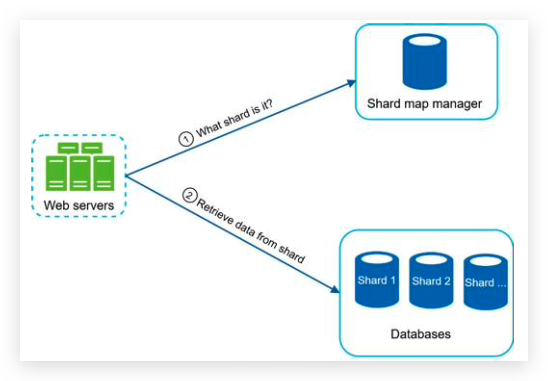 Shard map manager
① What shard is it?
Web servers
② Retrieve data from shard
Shard 1
Shard 2
Shard ...
Databases